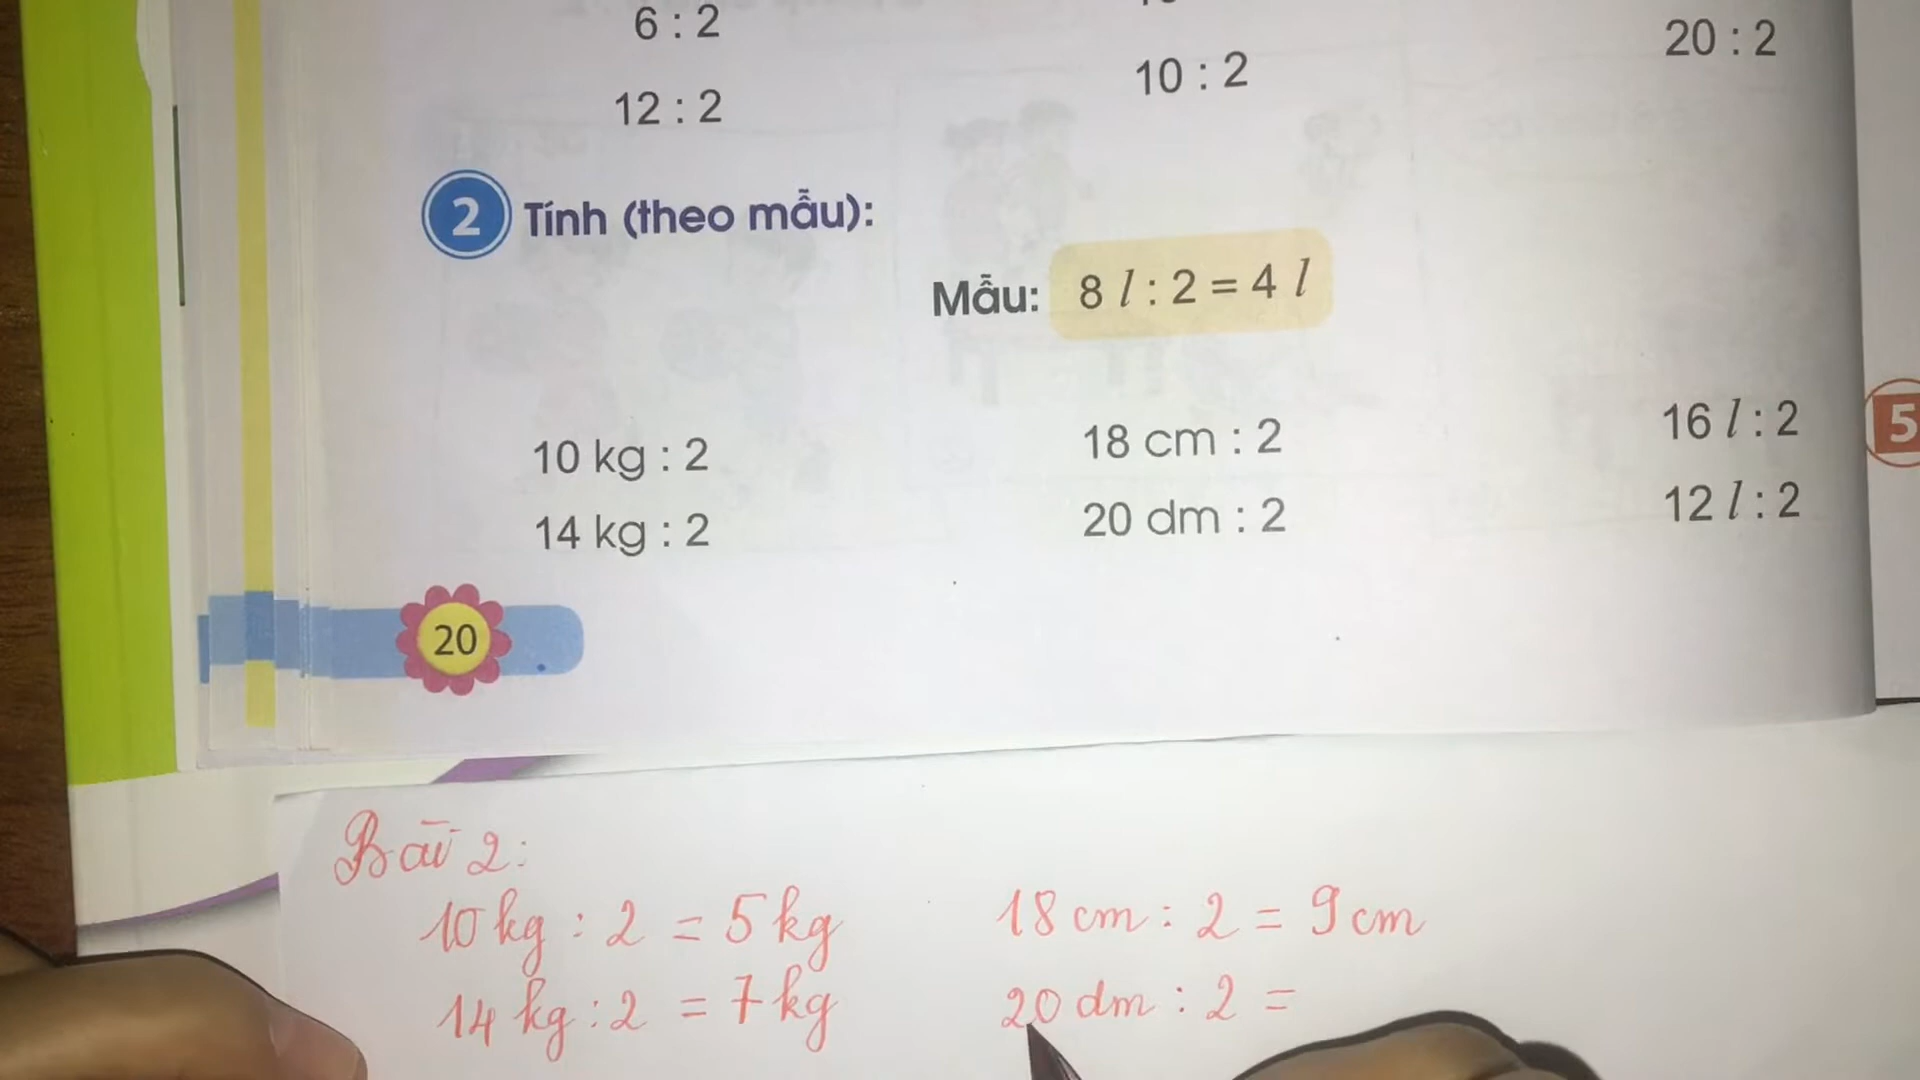 6 : 2
10 : 2
20 : 2
12 : 2
2 Tính (theo mẫu):
Mẫu: 8 l : 2 = 4 l
10 kg : 2
18 cm : 2
16 l : 2
14 kg : 2
20 dm : 2
12 l : 2
5
20
Bài 2:
10 kg : 2 = 5 kg
18 cm : 2 = 9 cm
14 kg : 2 = 7 kg
20 dm : 2 =